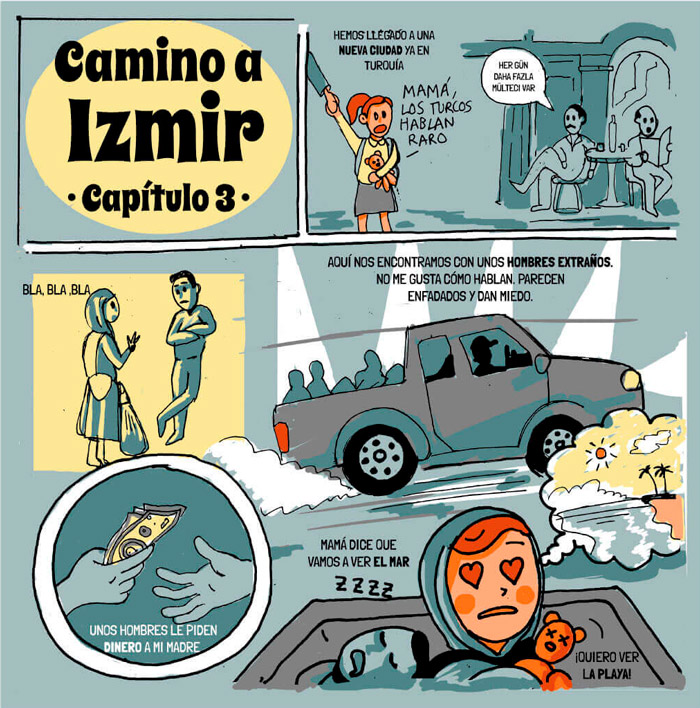 Camino a
Izmir
• Capítulo 3 •
HEMOS LLEGADO A UNA
NUEVA CIUDAD YA EN
TURQUÍA
MAMÁ,
LOS TURCOS
HABLAN
RARO
HER GÜN
DAHA FAZLA
MÜLTECI VAR
BLA, BLA ,BLA
AQUÍ NOS ENCONTRAMOS CON UNOS HOMBRES EXTRAÑOS.
NO ME GUSTA CÓMO HABLAN. PARECEN
ENFADADOS Y DAN MIEDO.
UNOS HOMBRES LE PIDEN
DINERO A MI MADRE
MAMÁ DICE QUE
VAMOS A VER EL MAR
ZZZZ
¡QUIERO VER
LA PLAYA!